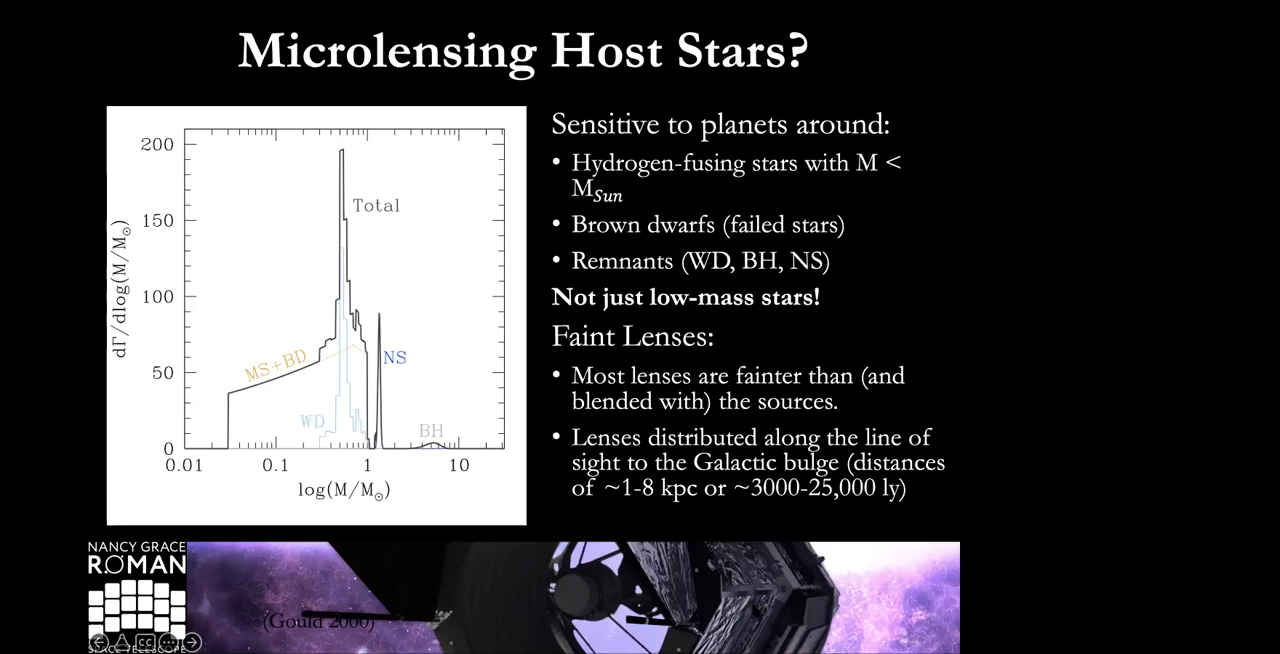 Microlensing Host Stars?
200
150
100
50
0
0.01
0.1
1
10
dΓ/dlog(M/M☉)
log(M/M☉)
Total
MS+BD
WD
NS
BH
Sensitive to planets around:
• Hydrogen-fusing stars with M <
M_Sun
• Brown dwarfs (failed stars)
• Remnants (WD, BH, NS)
Not just low-mass stars!
Faint Lenses:
• Most lenses are fainter than (and
blended with) the sources.
• Lenses distributed along the line of
sight to the Galactic bulge (distances
of ~1-8 kpc or ~3000-25,000 ly)
NANCY GRACE
ROMAN
SPACE TELESCOPE
CC
(Gould 2000)